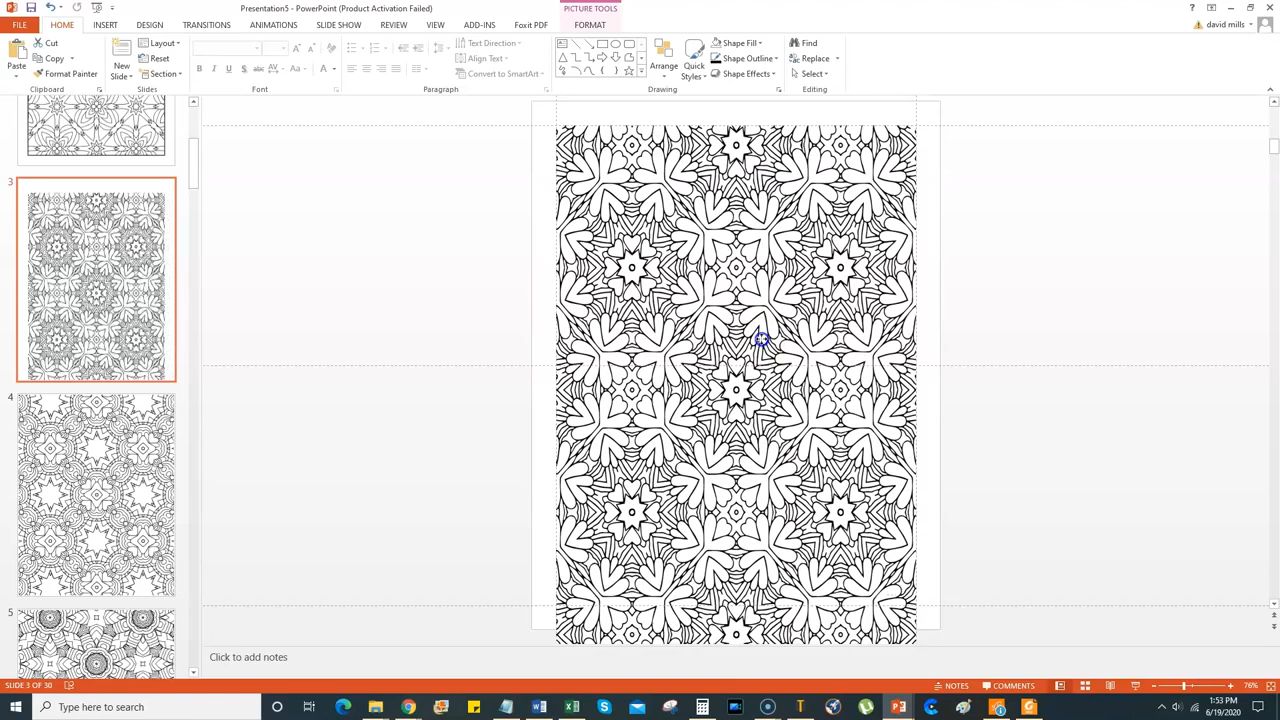 Presentation5 - PowerPoint (Product Activation Failed)
PICTURE TOOLS
FILE HOME INSERT DESIGN TRANSITIONS ANIMATIONS SLIDE SHOW REVIEW VIEW ADD-INS Foxit PDF FORMAT
david mills
Paste
Cut
Copy
Format Painter
Clipboard
New Slide
Layout
Reset
Section
Slides
B I U S abc AV Aa A
Font
Text Direction
Align Text
Convert to SmartArt
Paragraph
Arrange
Quick Styles
Shape Fill
Shape Outline
Shape Effects
Drawing
Find
Replace
Select
Editing
3
4
5
Click to add notes
SLIDE 3 OF 30
NOTES COMMENTS 76%
Type here to search
1:53 PM
6/19/2020